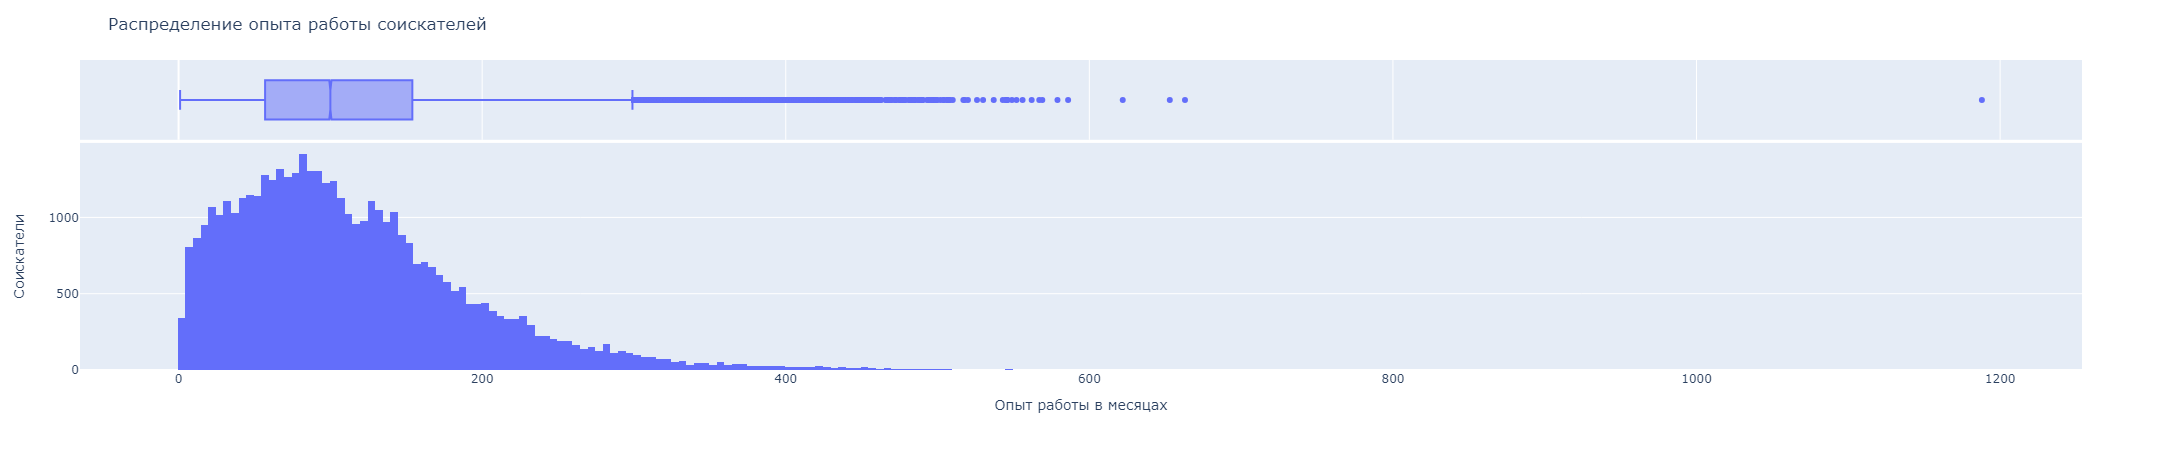 Распределение опыта работы соискателей
Соискатели
1000
500
0
0 200 400 600 800 1000 1200
Опыт работы в месяцах